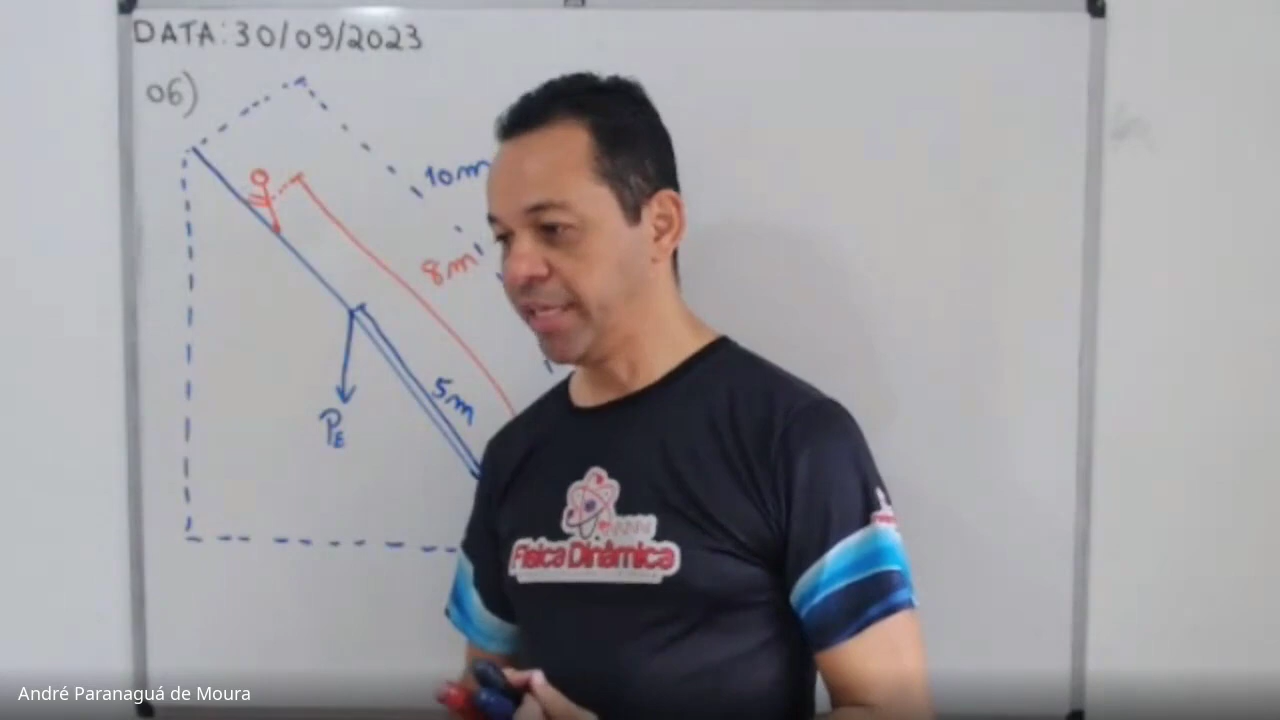 DATA: 30/09/2023
06)
10m
8m
5m
PE
Física Dinâmica
André Paranaguá de Moura